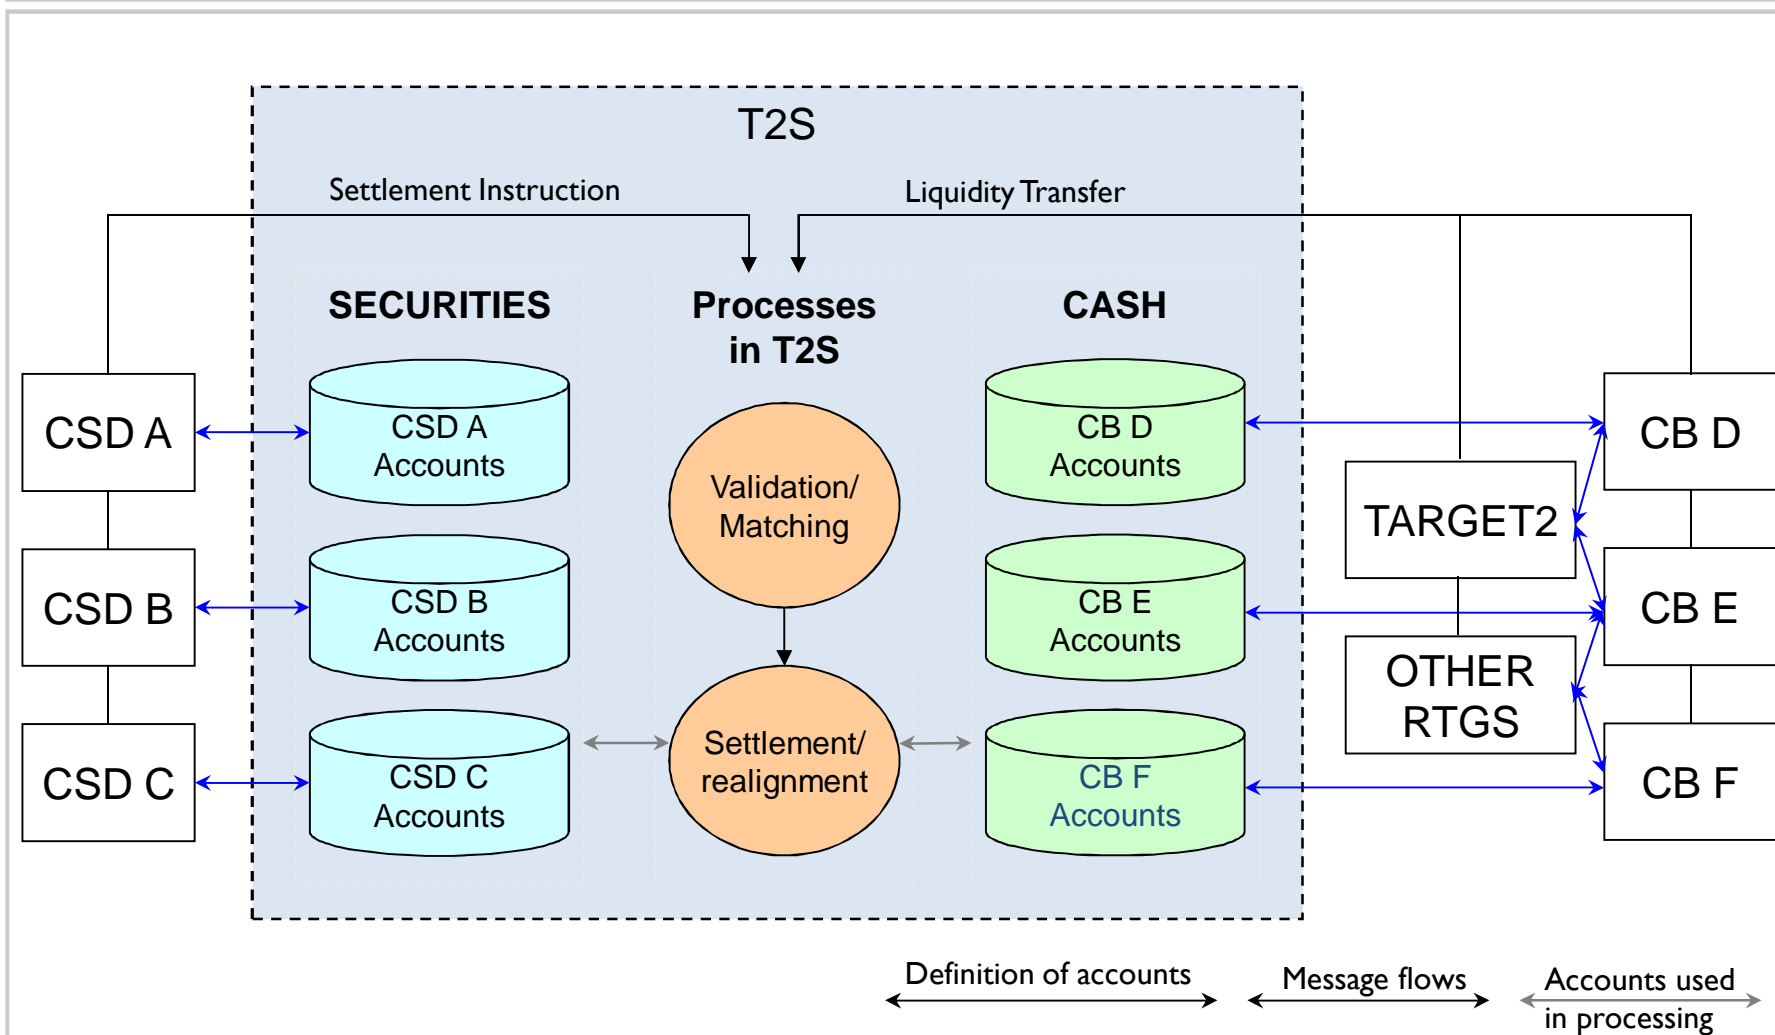 T2S
Settlement Instruction
Liquidity Transfer
SECURITIES
Processes
in T2S
CASH
CSD A
CSD B
CSD C
CSD A
Accounts
CSD B
Accounts
CSD C
Accounts
Validation/
Matching
Settlement/
realignment
CB D
Accounts
CB E
Accounts
CB F
Accounts
TARGET2
OTHER
RTGS
CB D
CB E
CB F
Definition of accounts
Message flows
Accounts used
in processing